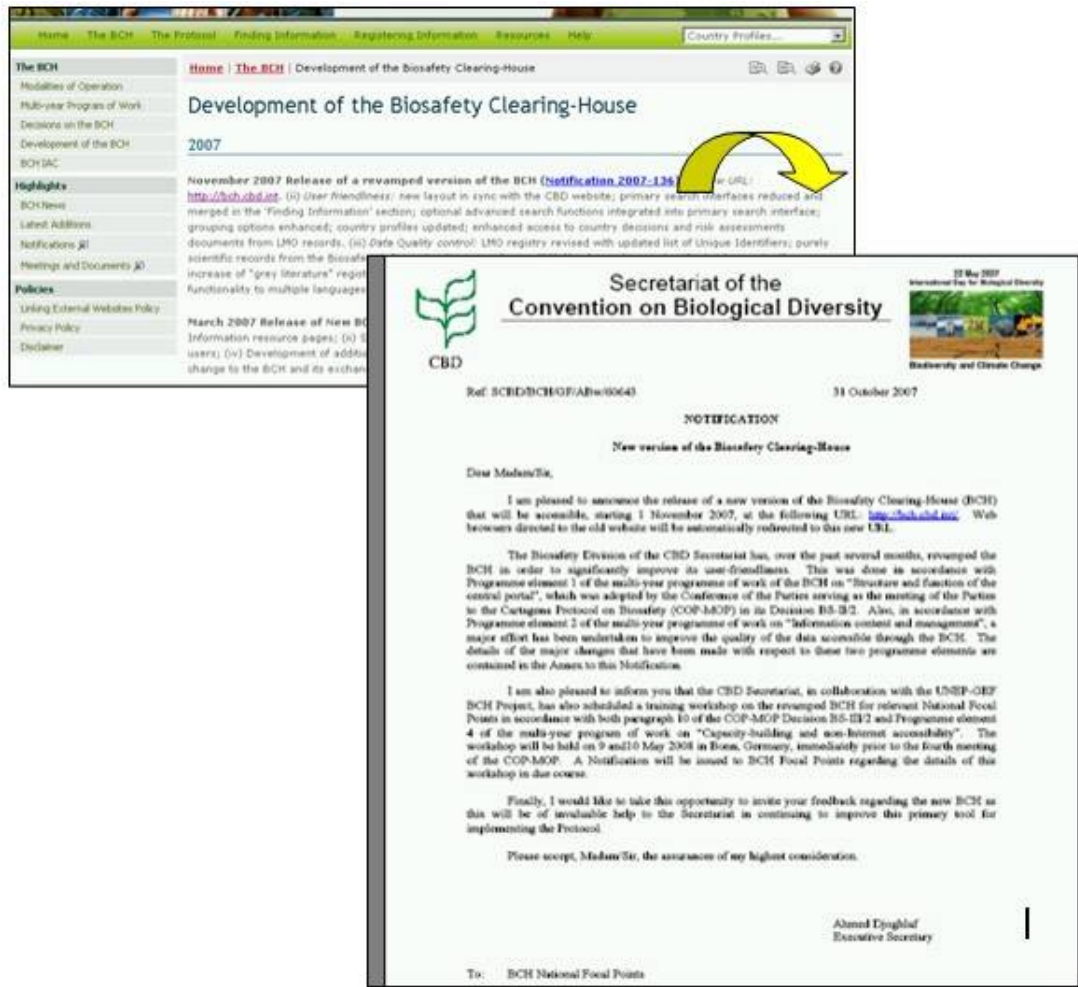 Home The BCH The Protocol Finding Information Registering Information Resources Help Country Profiles...
The BCH
Modalities of Operation
Multi-year Program of Work
Decisions on the BCH
Development of the BCH
BCH IAC
Highlights
BCH News
Latest Additions
Notifications
Meetings and Documents
Policies
Linking External Websites Policy
Privacy Policy
Disclaimer
Home | The BCH | Development of the Biosafety Clearing-House
Development of the Biosafety Clearing-House
2007
November 2007 Release of a revamped version of the BCH (Notification 2007-136) URL:
http://bch.cbd.int. (ii) User friendliness: new layout in sync with the CBD website; primary search interfaces reduced and
merged in the 'Finding Information' section; optional advanced search functions integrated into primary search interface;
grouping options enhanced; country profiles updated; enhanced access to country decisions and risk assessments
documents from LMO records. (iii) Data Quality control: LMO registry revised with updated list of Unique Identifiers; purely
scientific records from the Biosafe
increase of "grey literature" regist
functionality to multiple languages
March 2007 Release of New BC
Information resource pages; (ii) S
users; (iv) Development of additio
change to the BCH and its exchan
CBD
Secretariat of the
Convention on Biological Diversity
22 May 2007
International Day for Biological Diversity
Biodiversity and Climate Change
Ref: SCBD/BCH/GF/ABw/60643 31 October 2007
NOTIFICATION
New version of the Biosafety Clearing-House
Dear Madam/Sir,
I am pleased to announce the release of a new version of the Biosafety Clearing-House (BCH)
that will be accessible, starting 1 November 2007, at the following URL: http://bch.cbd.int/. Web
browsers directed to the old website will be automatically redirected to this new URL.
The Biosafety Division of the CBD Secretariat has, over the past several months, revamped the
BCH in order to significantly improve its user-friendliness. This was done in accordance with
Programme element 1 of the multi-year programme of work of the BCH on "Structure and function of the
central portal", which was adopted by the Conference of the Parties serving as the meeting of the Parties
to the Cartagena Protocol on Biosafety (COP-MOP) in its Decision BS-II/2. Also, in accordance with
Programme element 2 of the multi-year programme of work on "Information content and management", a
major effort has been undertaken to improve the quality of the data accessible through the BCH. The
details of the major changes that have been made with respect to these two programme elements are
contained in the Annex to this Notification.
I am also pleased to inform you that the CBD Secretariat, in collaboration with the UNEP-GEF
BCH Project, has also scheduled a training workshop on the revamped BCH for relevant National Focal
Points in accordance with both paragraph 10 of the COP-MOP Decision BS-III/2 and Programme element
4 of the multi-year program of work on "Capacity-building and non-Internet accessibility". The
workshop will be held on 9 and10 May 2008 in Bonn, Germany, immediately prior to the fourth meeting
of the COP-MOP. A Notification will be issued to BCH Focal Points regarding the details of this
workshop in due course.
Finally, I would like to take this opportunity to invite your feedback regarding the new BCH as
this will be of invaluable help to the Secretariat in continuing to improve this primary tool for
implementing the Protocol.
Please accept, Madam/Sir, the assurances of my highest consideration.
Ahmed Djoghlaf
Executive Secretary
To: BCH National Focal Points